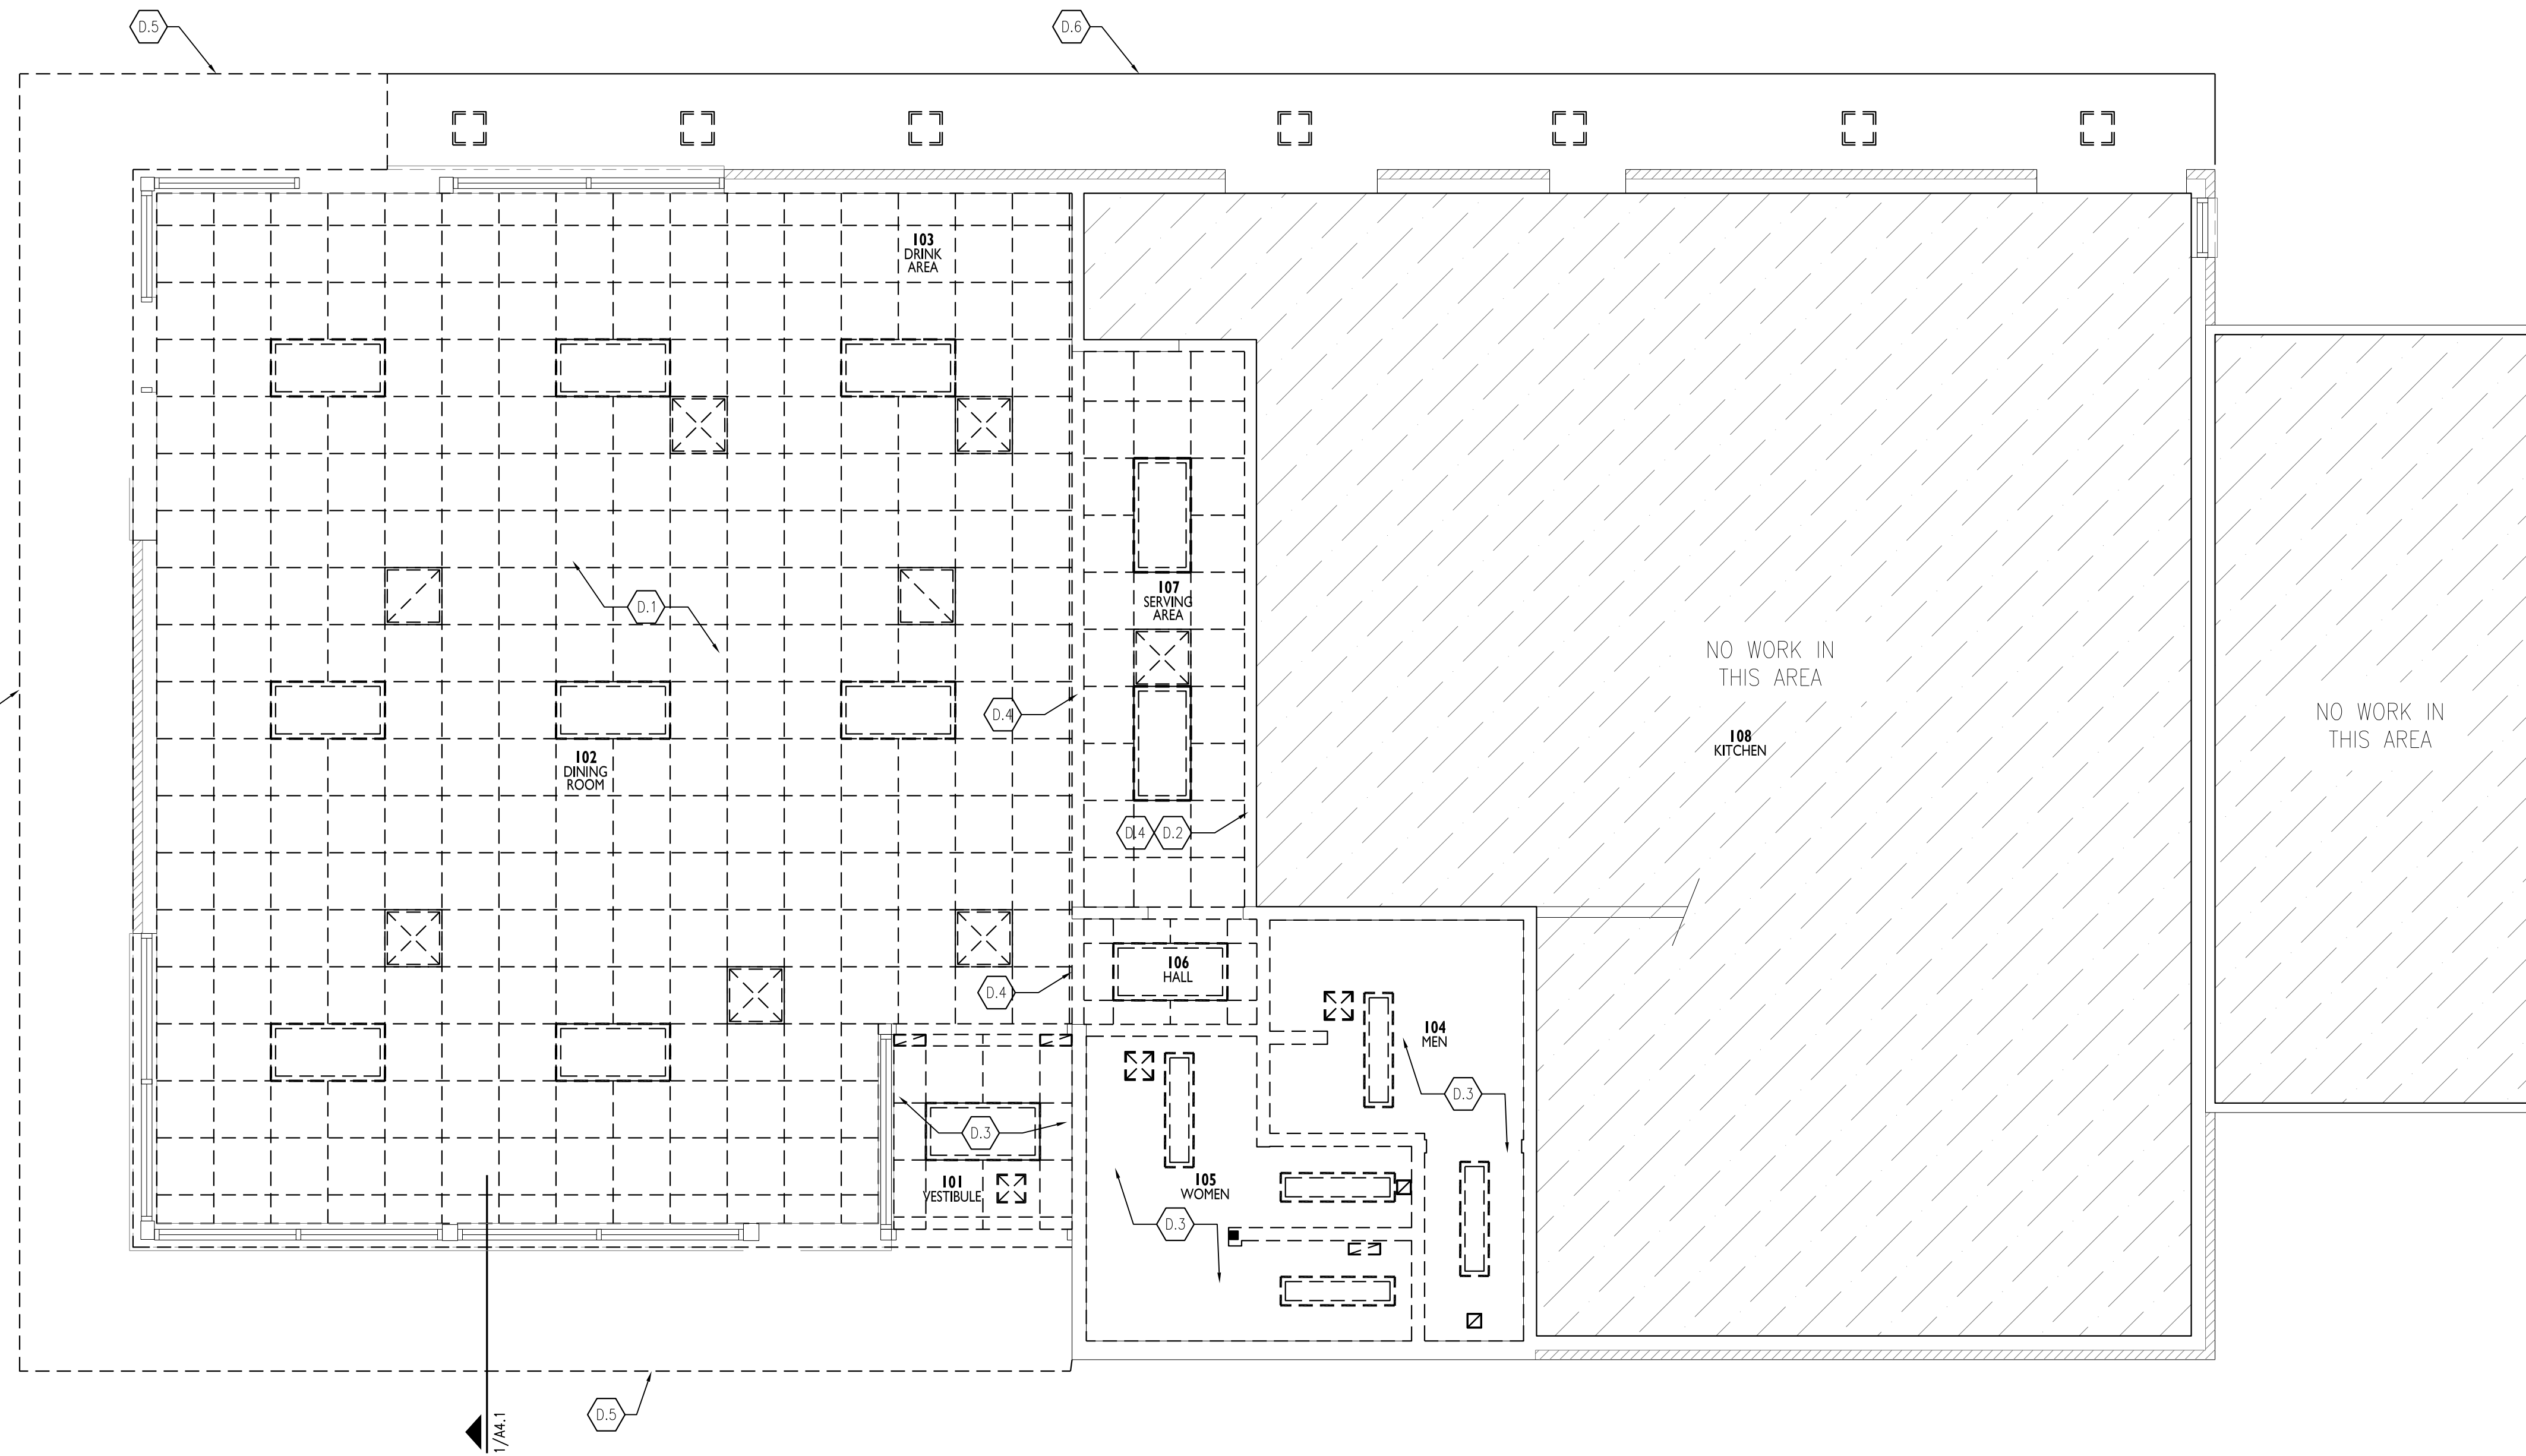 D.5
D.6
103
DRINK
AREA
107
SERVING
AREA
D.1
NO WORK IN
THIS AREA
D.4
NO WORK IN
THIS AREA
108
KITCHEN
102
DINING
ROOM
D.4
D.2
106
HALL
D.4
104
MEN
D.3
D.3
101
VESTIBULE
105
WOMEN
D.3
D.5
1/A4.1